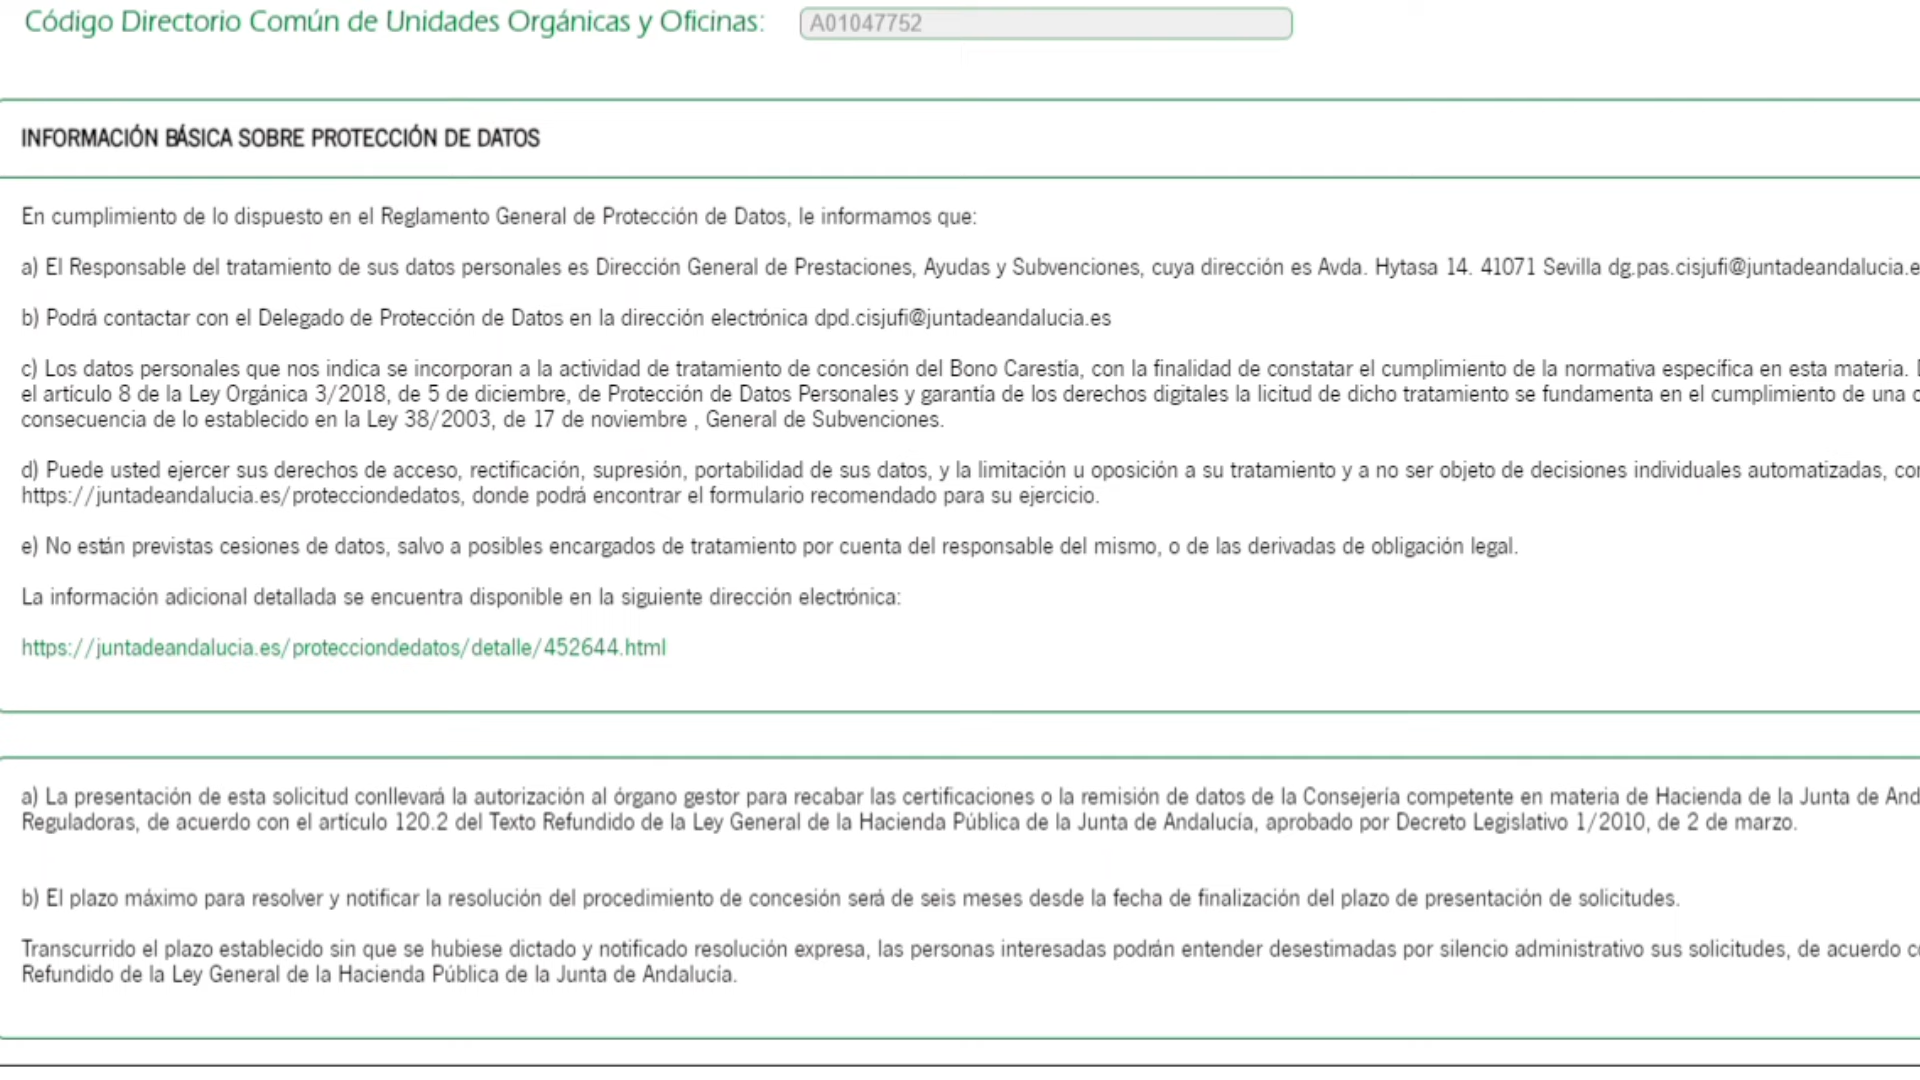 Código Directorio Común de Unidades Orgánicas y Oficinas: A01047752
INFORMACIÓN BÁSICA SOBRE PROTECCIÓN DE DATOS
En cumplimiento de lo dispuesto en el Reglamento General de Protección de Datos, le informamos que:
a) El Responsable del tratamiento de sus datos personales es Dirección General de Prestaciones, Ayudas y Subvenciones, cuya dirección es Avda. Hytasa 14. 41071 Sevilla dg.pas.cisjufi@juntadeandalucia.e
b) Podrá contactar con el Delegado de Protección de Datos en la dirección electrónica dpd.cisjufi@juntadeandalucia.es
c) Los datos personales que nos indica se incorporan a la actividad de tratamiento de concesión del Bono Carestía, con la finalidad de constatar el cumplimiento de la normativa específica en esta materia.
el artículo 8 de la Ley Orgánica 3/2018, de 5 de diciembre, de Protección de Datos Personales y garantía de los derechos digitales la licitud de dicho tratamiento se fundamenta en el cumplimiento de una
consecuencia de lo establecido en la Ley 38/2003, de 17 de noviembre , General de Subvenciones.
d) Puede usted ejercer sus derechos de acceso, rectificación, supresión, portabilidad de sus datos, y la limitación u oposición a su tratamiento y a no ser objeto de decisiones individuales automatizadas,
https://juntadeandalucia.es/protecciondedatos, donde podrá encontrar el formulario recomendado para su ejercicio.
e) No están previstas cesiones de datos, salvo a posibles encargados de tratamiento por cuenta del responsable del mismo, o de las derivadas de obligación legal.
La información adicional detallada se encuentra disponible en la siguiente dirección electrónica:
https://juntadeandalucia.es/protecciondedatos/detalle/452644.html
a) La presentación de esta solicitud conllevará la autorización al órgano gestor para recabar las certificaciones o la remisión de datos de la Consejería competente en materia de Hacienda de la Junta de And
Reguladoras, de acuerdo con el artículo 120.2 del Texto Refundido de la Ley General de la Hacienda Pública de la Junta de Andalucía, aprobado por Decreto Legislativo 1/2010, de 2 de marzo.
b) El plazo máximo para resolver y notificar la resolución del procedimiento de concesión será de seis meses desde la fecha de finalización del plazo de presentación de solicitudes.
Transcurrido el plazo establecido sin que se hubiese dictado y notificado resolución expresa, las personas interesadas podrán entender desestimadas por silencio administrativo sus solicitudes, de acuerdo
Refundido de la Ley General de la Hacienda Pública de la Junta de Andalucía.